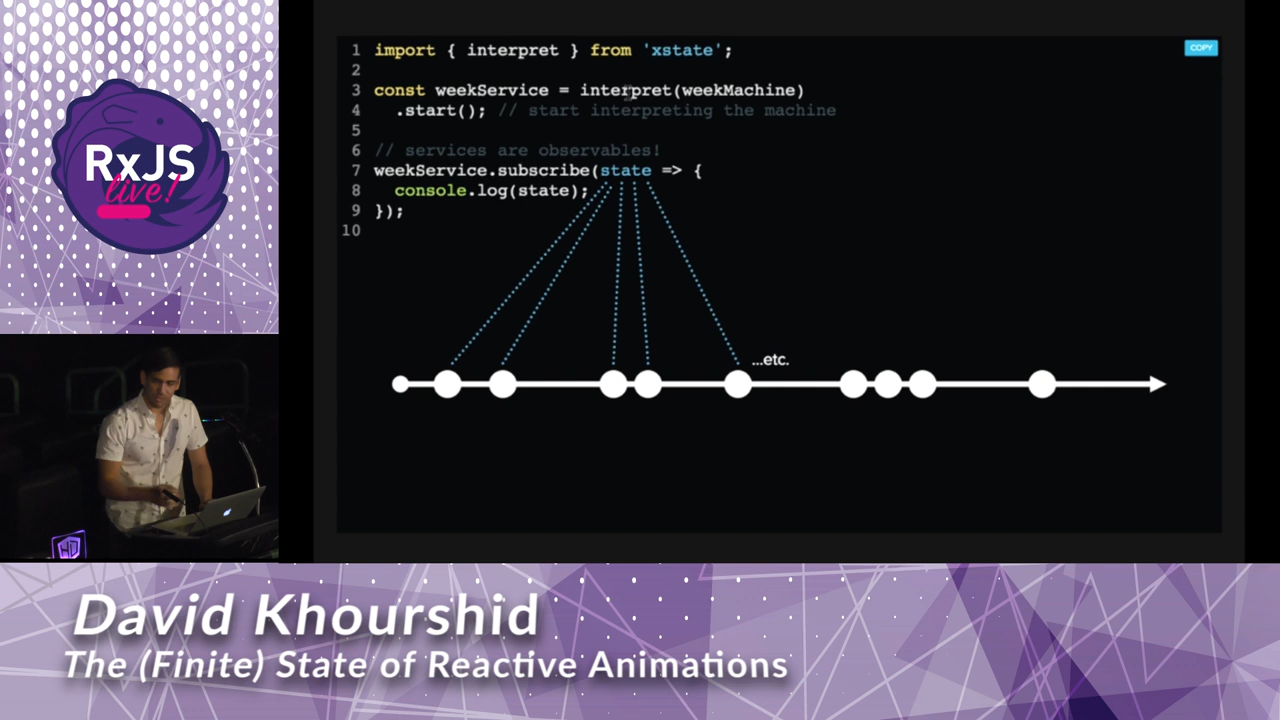 RxJS
live!
1 import { interpret } from 'xstate';
2
3 const weekService = interpret(weekMachine)
4 .start(); // start interpreting the machine
5
6 // services are observables!
7 weekService.subscribe(state => {
8 console.log(state);
9 });
10
COPY
...etc.
David Khourshid
The (Finite) State of Reactive Animations